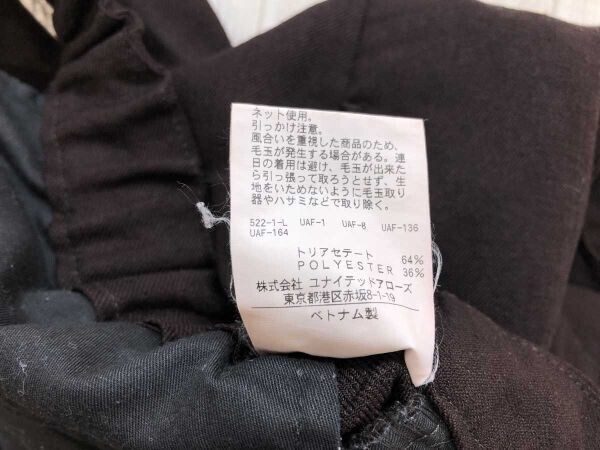 ネット使用。
引っかけ注意。
風合いを重視した商品のため、
毛玉が発生する場合がある。連
日の着用は避け、毛玉が出来た
ら引っ張って取ろうとせず、生
地をいためないように毛玉取り
器やハサミなどで取り除く。
522-1-L UAF-1 UAF-8 UAF-136
UAF-164
トリアセテート 64%
POLYESTER 36%
株式会社 ユナイテッドアローズ
東京都港区赤坂8-1-19
ベトナム製